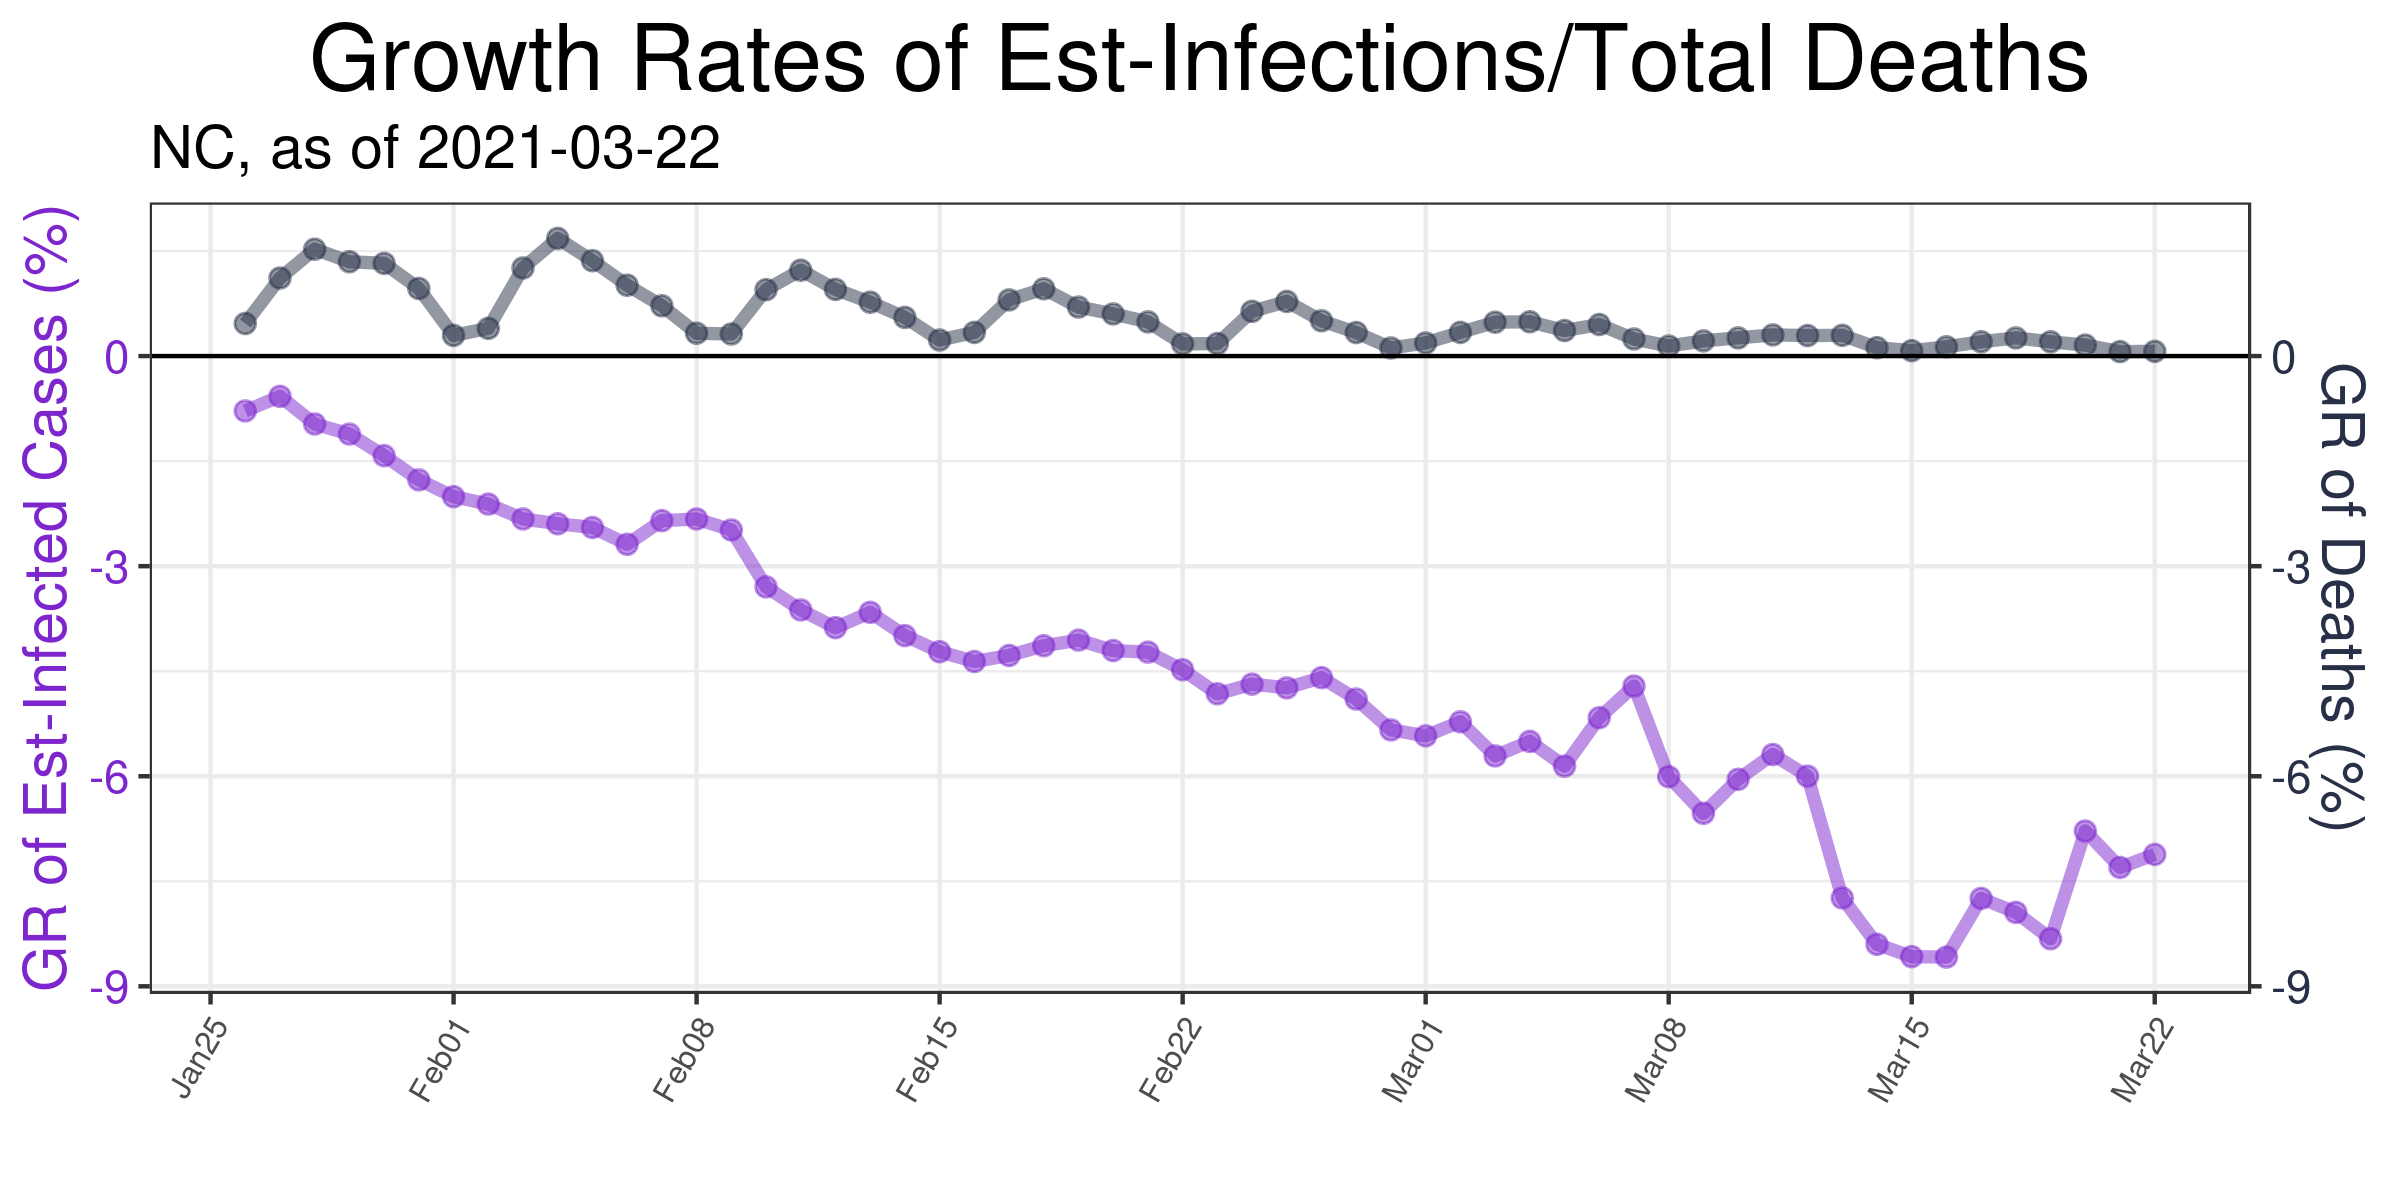 Growth Rates of Est-Infections/Total Deaths
NC, as of 2021-03-22
GR of Est-Infected Cases (%)
0
-3
-6
-9
0
-3
-6
-9
GR of Deaths (%)
Jan25
Feb01
Feb08
Feb15
Feb22
Mar01
Mar08
Mar15
Mar22